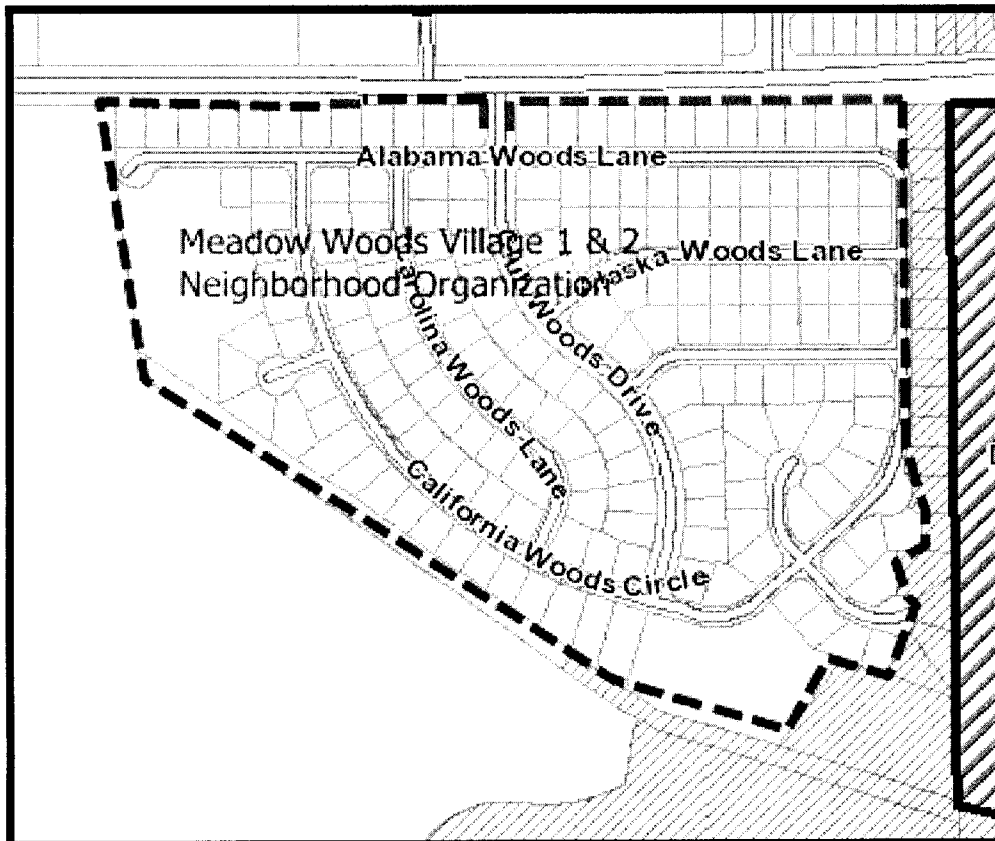 Alabama Woods Lane
Meadow Woods Village 1 & 2
Neighborhood Organization
Woods Lane
Woods Drive
Carolina Woods Lane
California Woods Circle